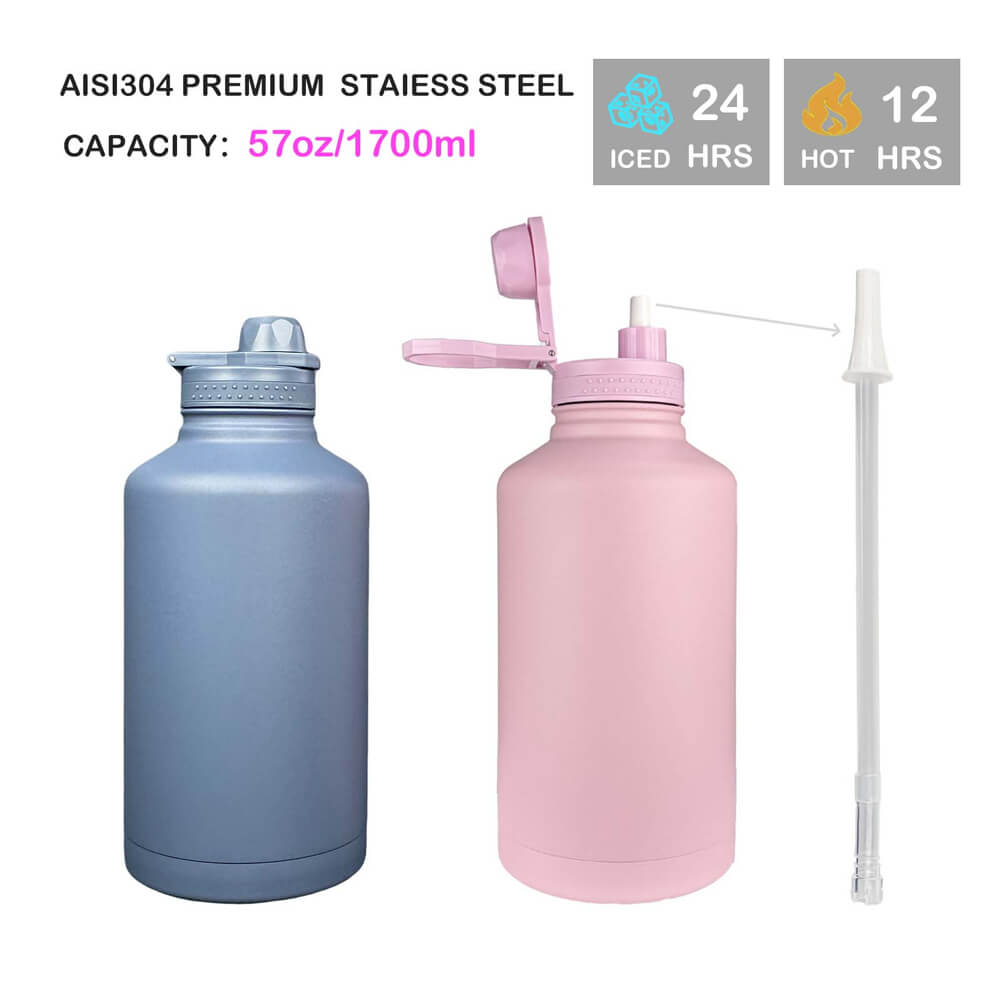 AISI304 PREMIUM STAIESS STEEL
CAPACITY: 57oz/1700ml
24
ICED HRS
12
HOT HRS